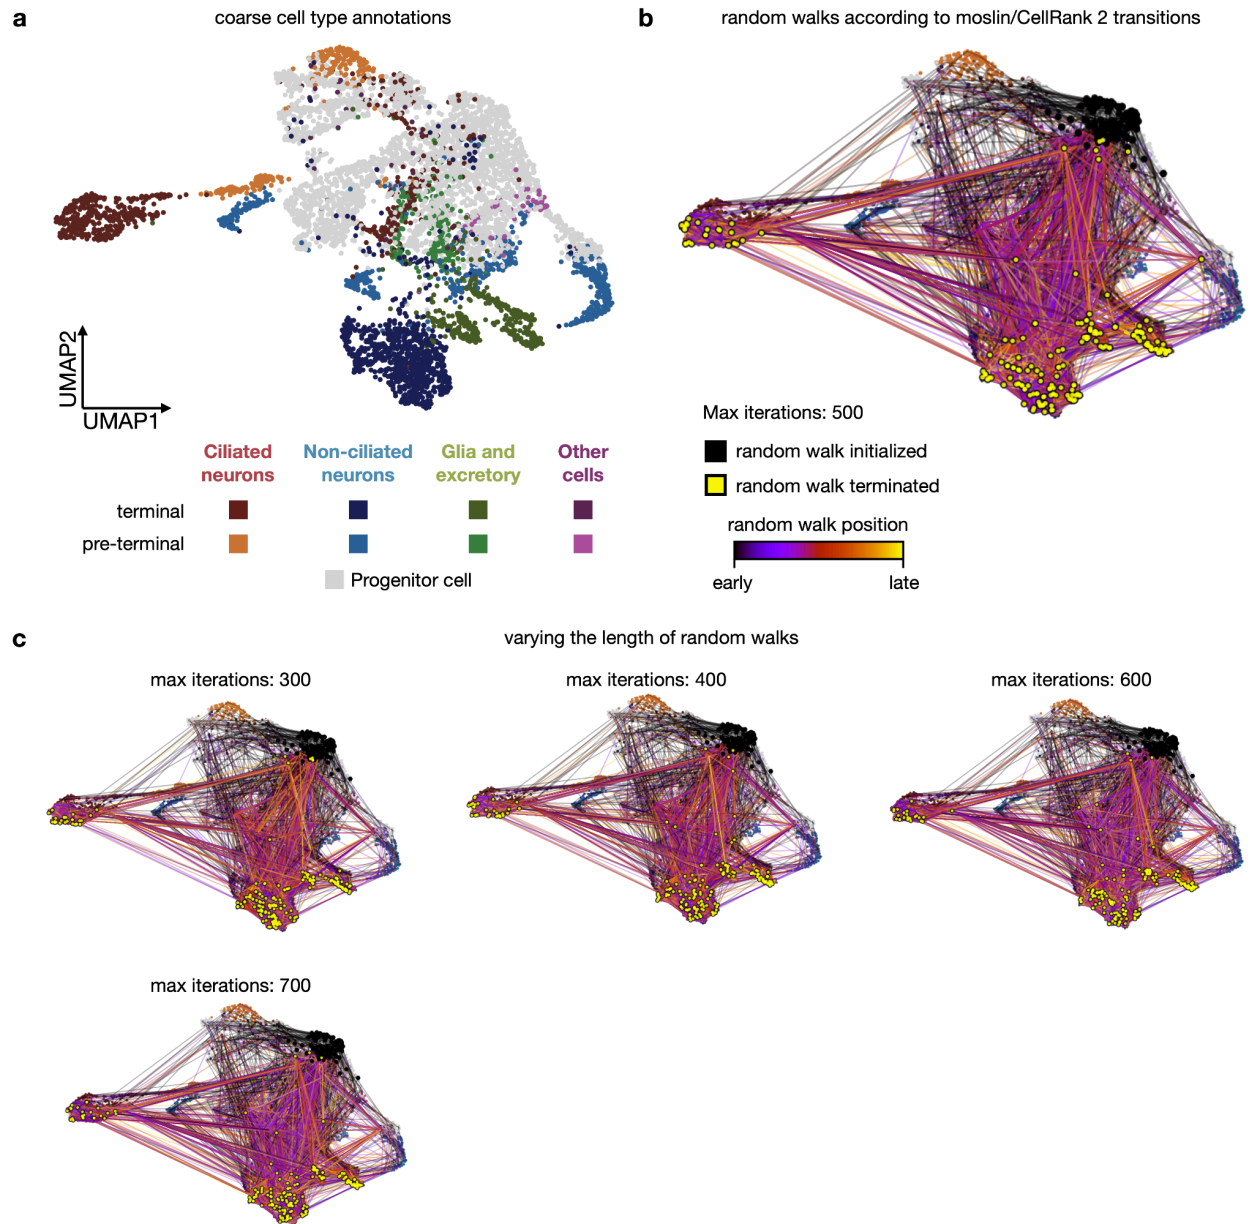 a
coarse cell type annotations
b
random walks according to moslin/CellRank 2 transitions
UMAP2
UMAP1
Ciliated neurons
Non-ciliated neurons
Glia and excretory
Other cells
terminal
pre-terminal
Progenitor cell
Max iterations: 500
random walk initialized
random walk terminated
random walk position
early
late
c
varying the length of random walks
max iterations: 300
max iterations: 400
max iterations: 600
max iterations: 700